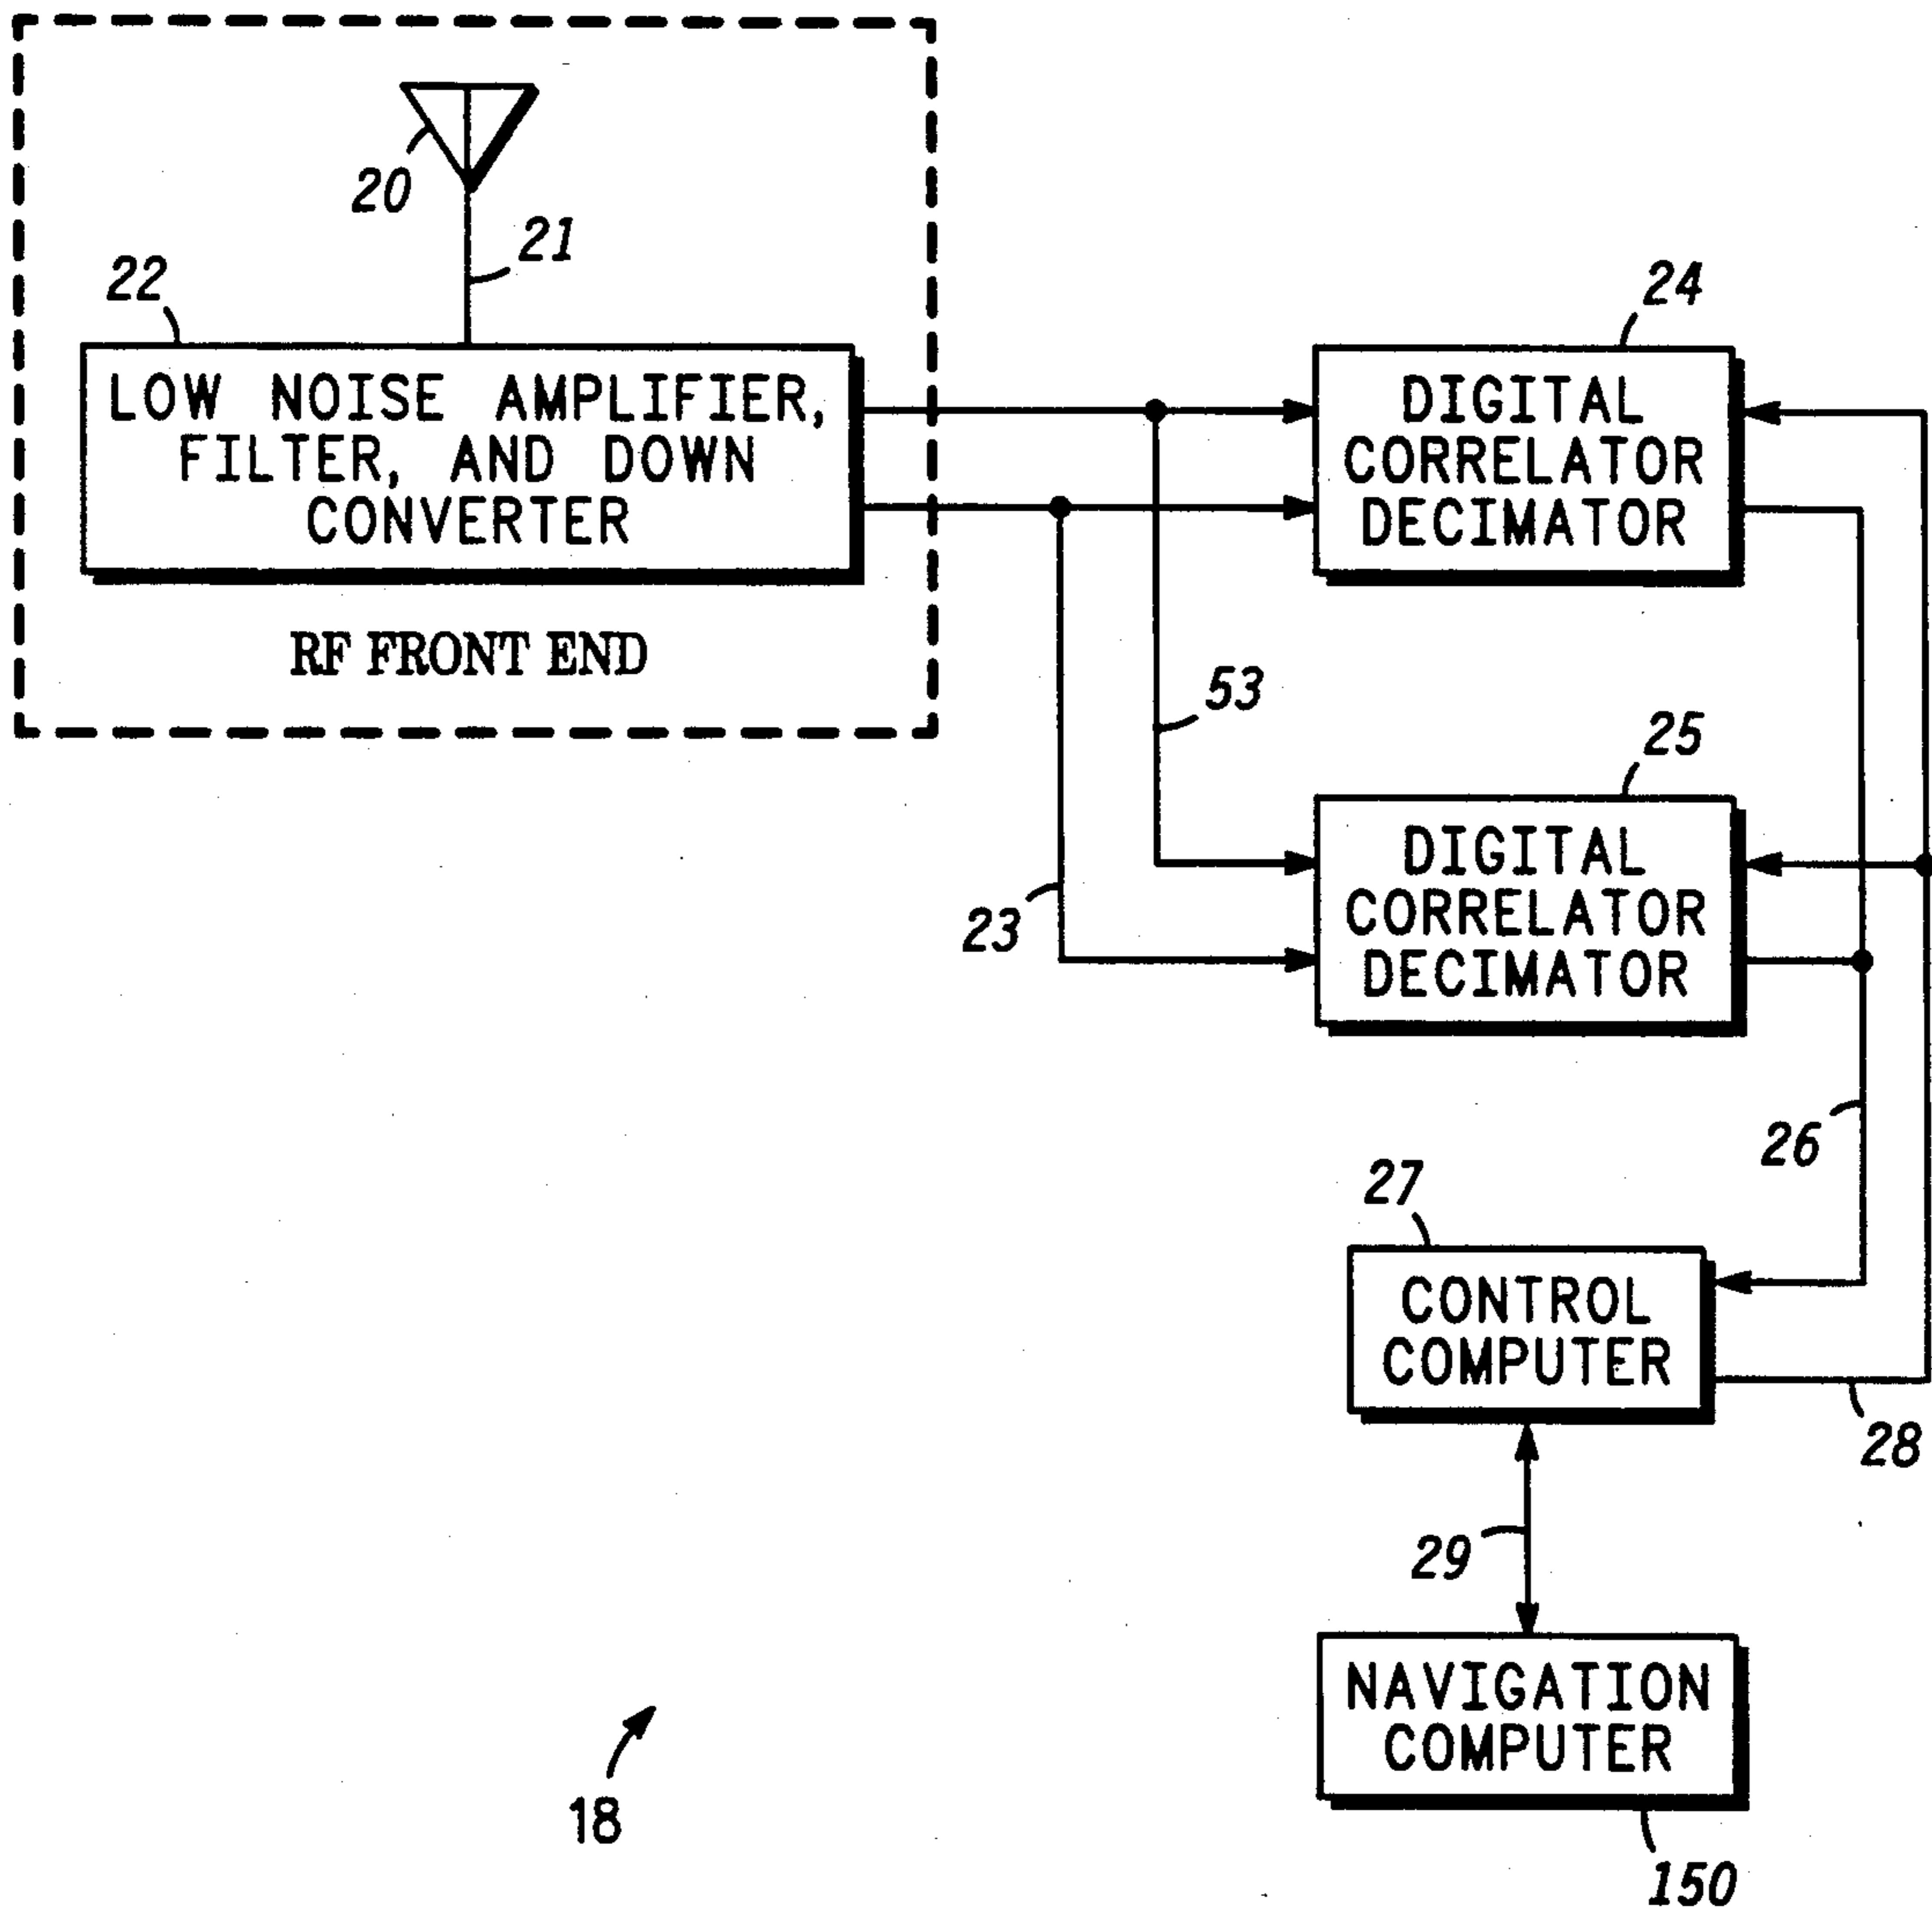 20
21
22
LOW NOISE AMPLIFIER,
FILTER, AND DOWN
CONVERTER
RF FRONT END
24
DIGITAL
CORRELATOR
DECIMATOR
53
25
DIGITAL
CORRELATOR
DECIMATOR
23
26
27
CONTROL
COMPUTER
28
29
NAVIGATION
COMPUTER
18
150